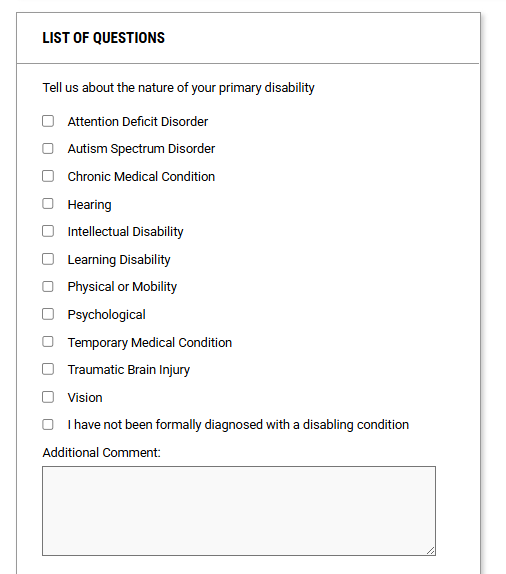 LIST OF QUESTIONS
Tell us about the nature of your primary disability
Attention Deficit Disorder
Autism Spectrum Disorder
Chronic Medical Condition
Hearing
Intellectual Disability
Learning Disability
Physical or Mobility
Psychological
Temporary Medical Condition
Traumatic Brain Injury
Vision
I have not been formally diagnosed with a disabling condition
Additional Comment: